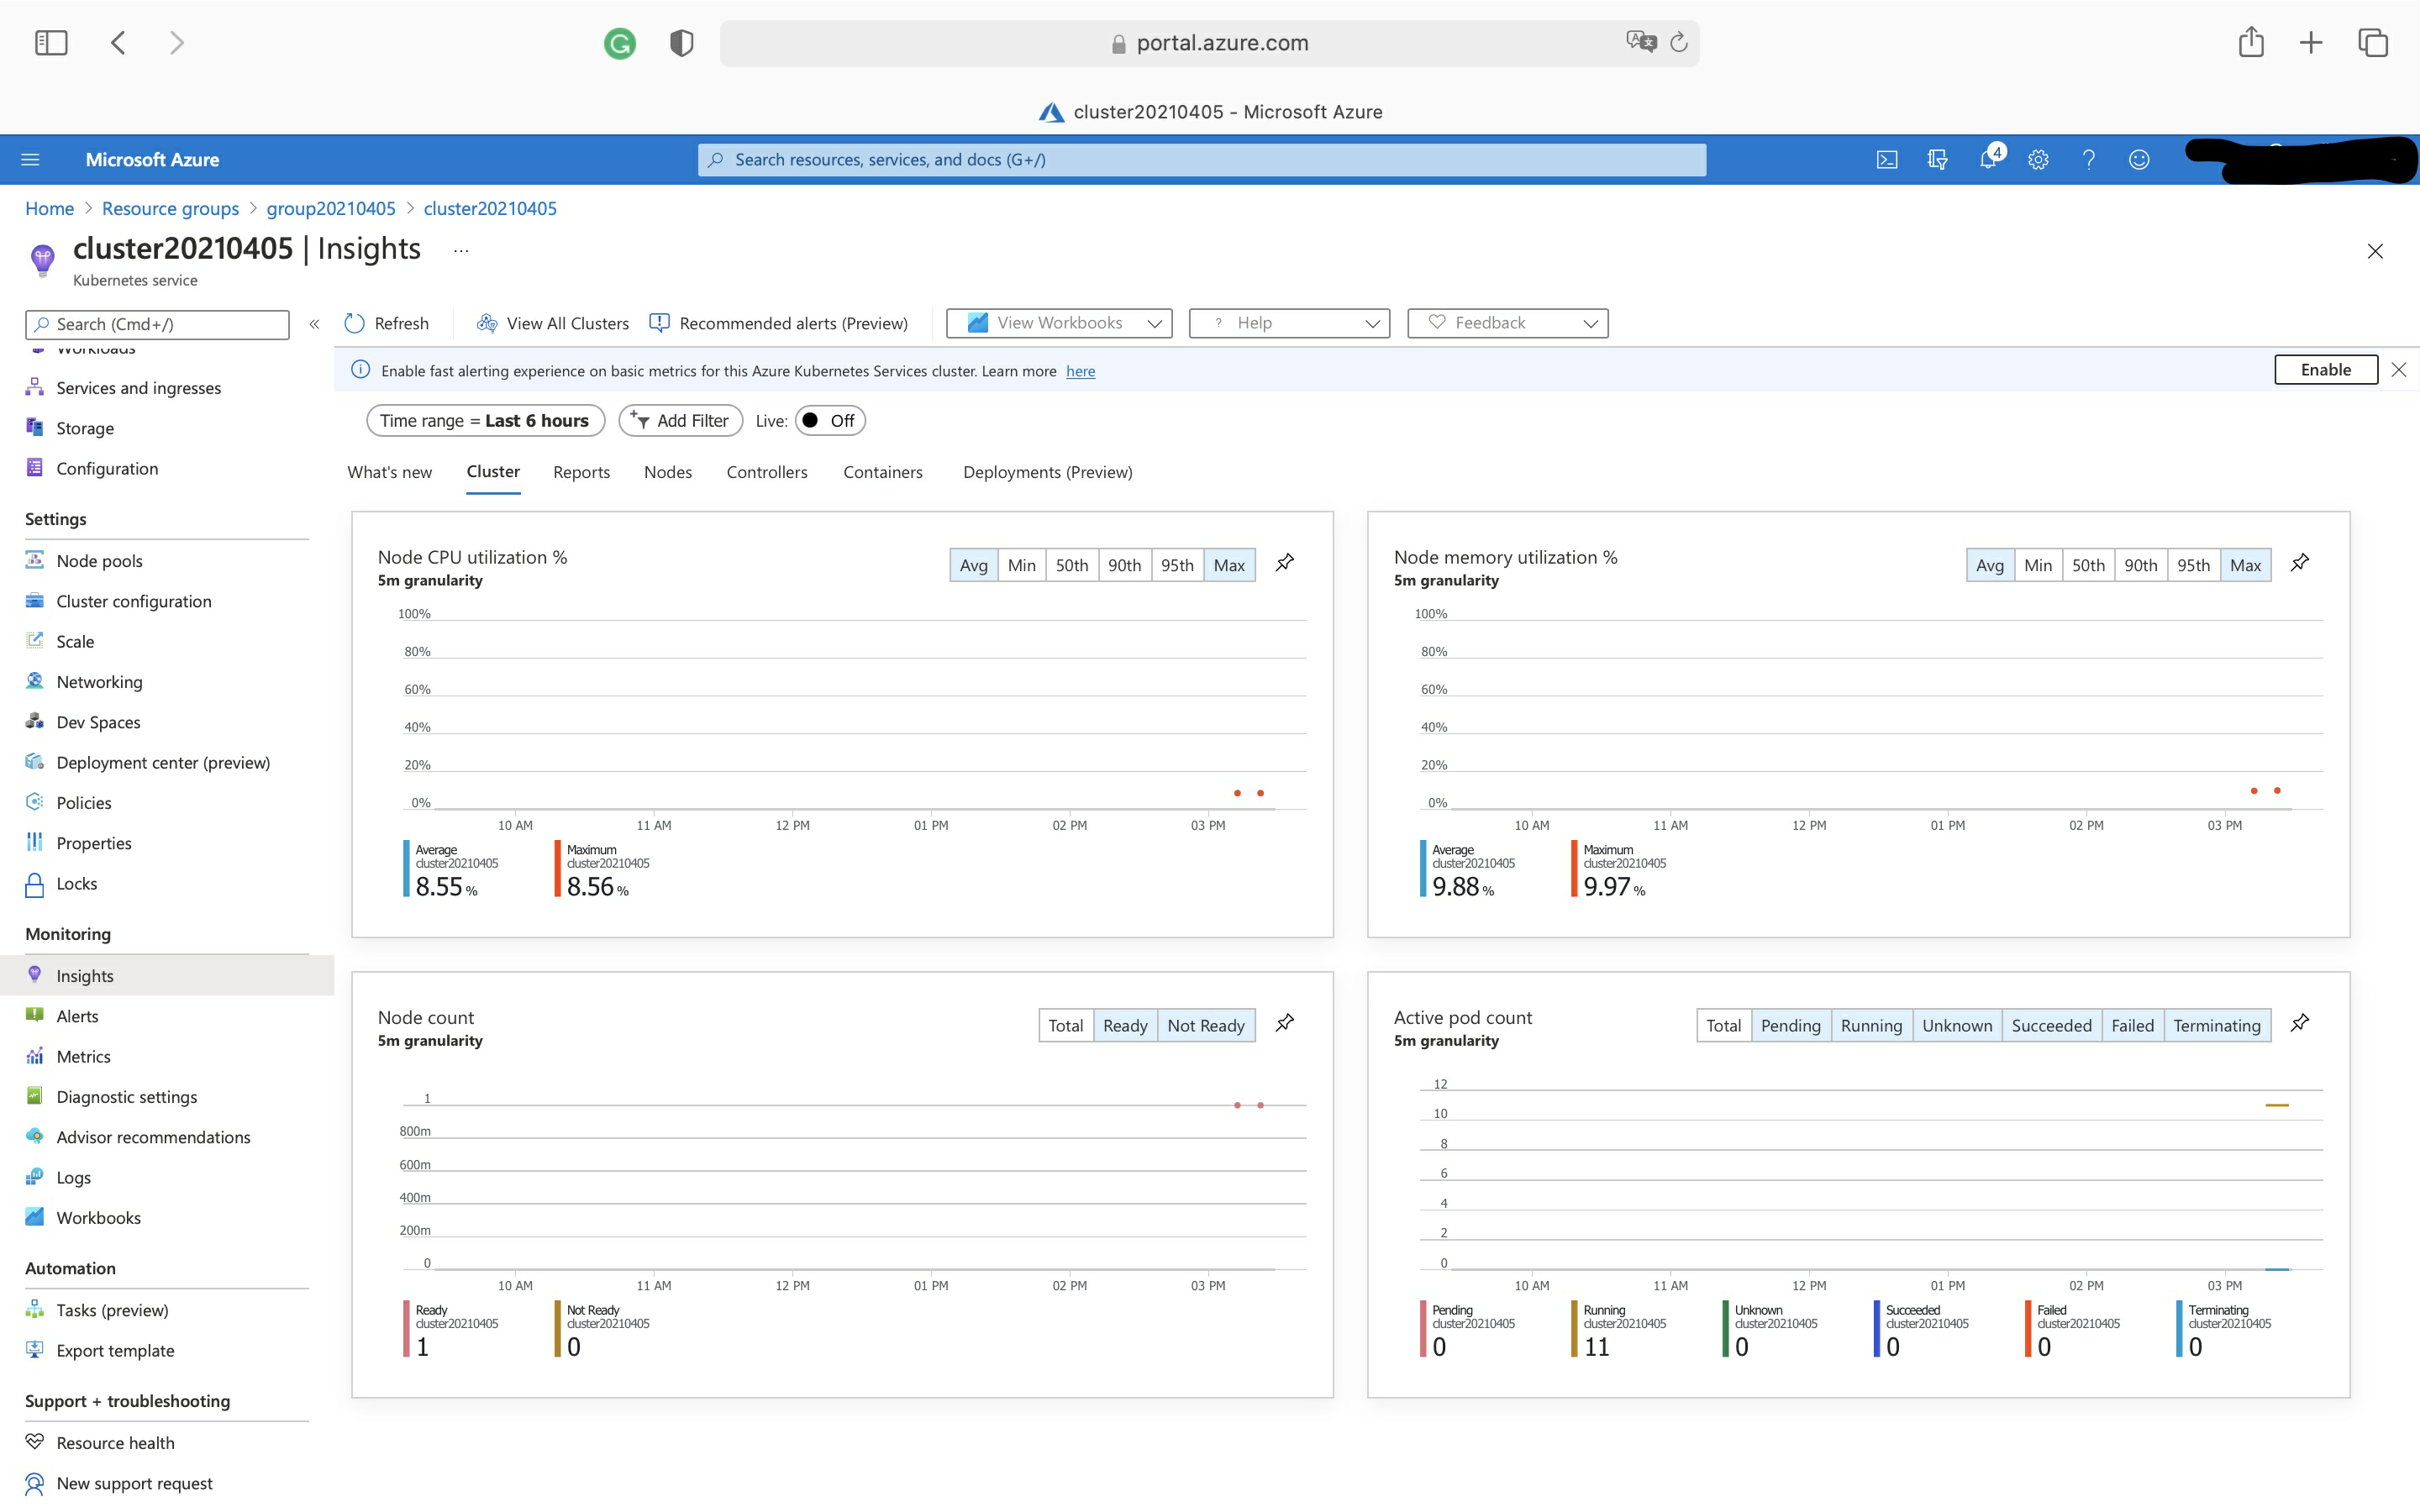 portal.azure.com
cluster20210405 - Microsoft Azure
Microsoft Azure
Search resources, services, and docs (G+/)
4
Home > Resource groups > group20210405 > cluster20210405
cluster20210405 | Insights ...
Kubernetes service
Search (Cmd+/)
«
Refresh
View All Clusters
Recommended alerts (Preview)
View Workbooks
? Help
Feedback
Workloads
Services and ingresses
Storage
Configuration
Settings
Node pools
Cluster configuration
Scale
Networking
Dev Spaces
Deployment center (preview)
Policies
Properties
Locks
Monitoring
Insights
Alerts
Metrics
Diagnostic settings
Advisor recommendations
Logs
Workbooks
Automation
Tasks (preview)
Export template
Support + troubleshooting
Resource health
New support request
Enable fast alerting experience on basic metrics for this Azure Kubernetes Services cluster. Learn more here
Enable
Time range = Last 6 hours
Add Filter
Live: Off
What's new
Cluster
Reports
Nodes
Controllers
Containers
Deployments (Preview)
Node CPU utilization %
5m granularity
Avg Min 50th 90th 95th Max
100%
80%
60%
40%
20%
0%
10 AM 11 AM 12 PM 01 PM 02 PM 03 PM
Average
cluster20210405
8.55 %
Maximum
cluster20210405
8.56 %
Node memory utilization %
5m granularity
Avg Min 50th 90th 95th Max
100%
80%
60%
40%
20%
0%
10 AM 11 AM 12 PM 01 PM 02 PM 03 PM
Average
cluster20210405
9.88 %
Maximum
cluster20210405
9.97 %
Node count
5m granularity
Total Ready Not Ready
1
800m
600m
400m
200m
0
10 AM 11 AM 12 PM 01 PM 02 PM 03 PM
Ready
cluster20210405
1
Not Ready
cluster20210405
0
Active pod count
5m granularity
Total Pending Running Unknown Succeeded Failed Terminating
12
10
8
6
4
2
0
10 AM 11 AM 12 PM 01 PM 02 PM 03 PM
Pending
cluster20210405
0
Running
cluster20210405
11
Unknown
cluster20210405
0
Succeeded
cluster20210405
0
Failed
cluster20210405
0
Terminating
cluster20210405
0